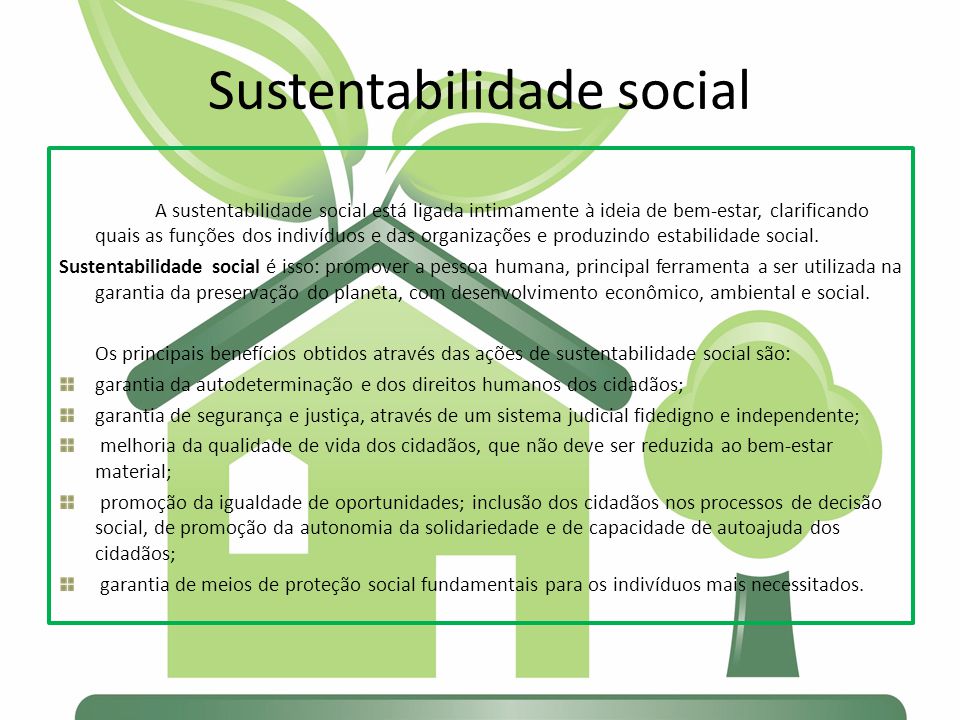 Sustentabilidade social
A sustentabilidade social está ligada intimamente à ideia de bem-estar, clarificando
quais as funções dos indivíduos e das organizações e produzindo estabilidade social.
Sustentabilidade social é isso: promover a pessoa humana, principal ferramenta a ser utilizada na
garantia da preservação do planeta, com desenvolvimento econômico, ambiental e social.
Os principais benefícios obtidos através das ações de sustentabilidade social são:
garantia da autodeterminação e dos direitos humanos dos cidadãos;
garantia de segurança e justiça, através de um sistema judicial fidedigno e independente;
melhoria da qualidade de vida dos cidadãos, que não deve ser reduzida ao bem-estar
material;
promoção da igualdade de oportunidades; inclusão dos cidadãos nos processos de decisão
social, de promoção da autonomia da solidariedade e de capacidade de autoajuda dos
cidadãos;
garantia de meios de proteção social fundamentais para os indivíduos mais necessitados.